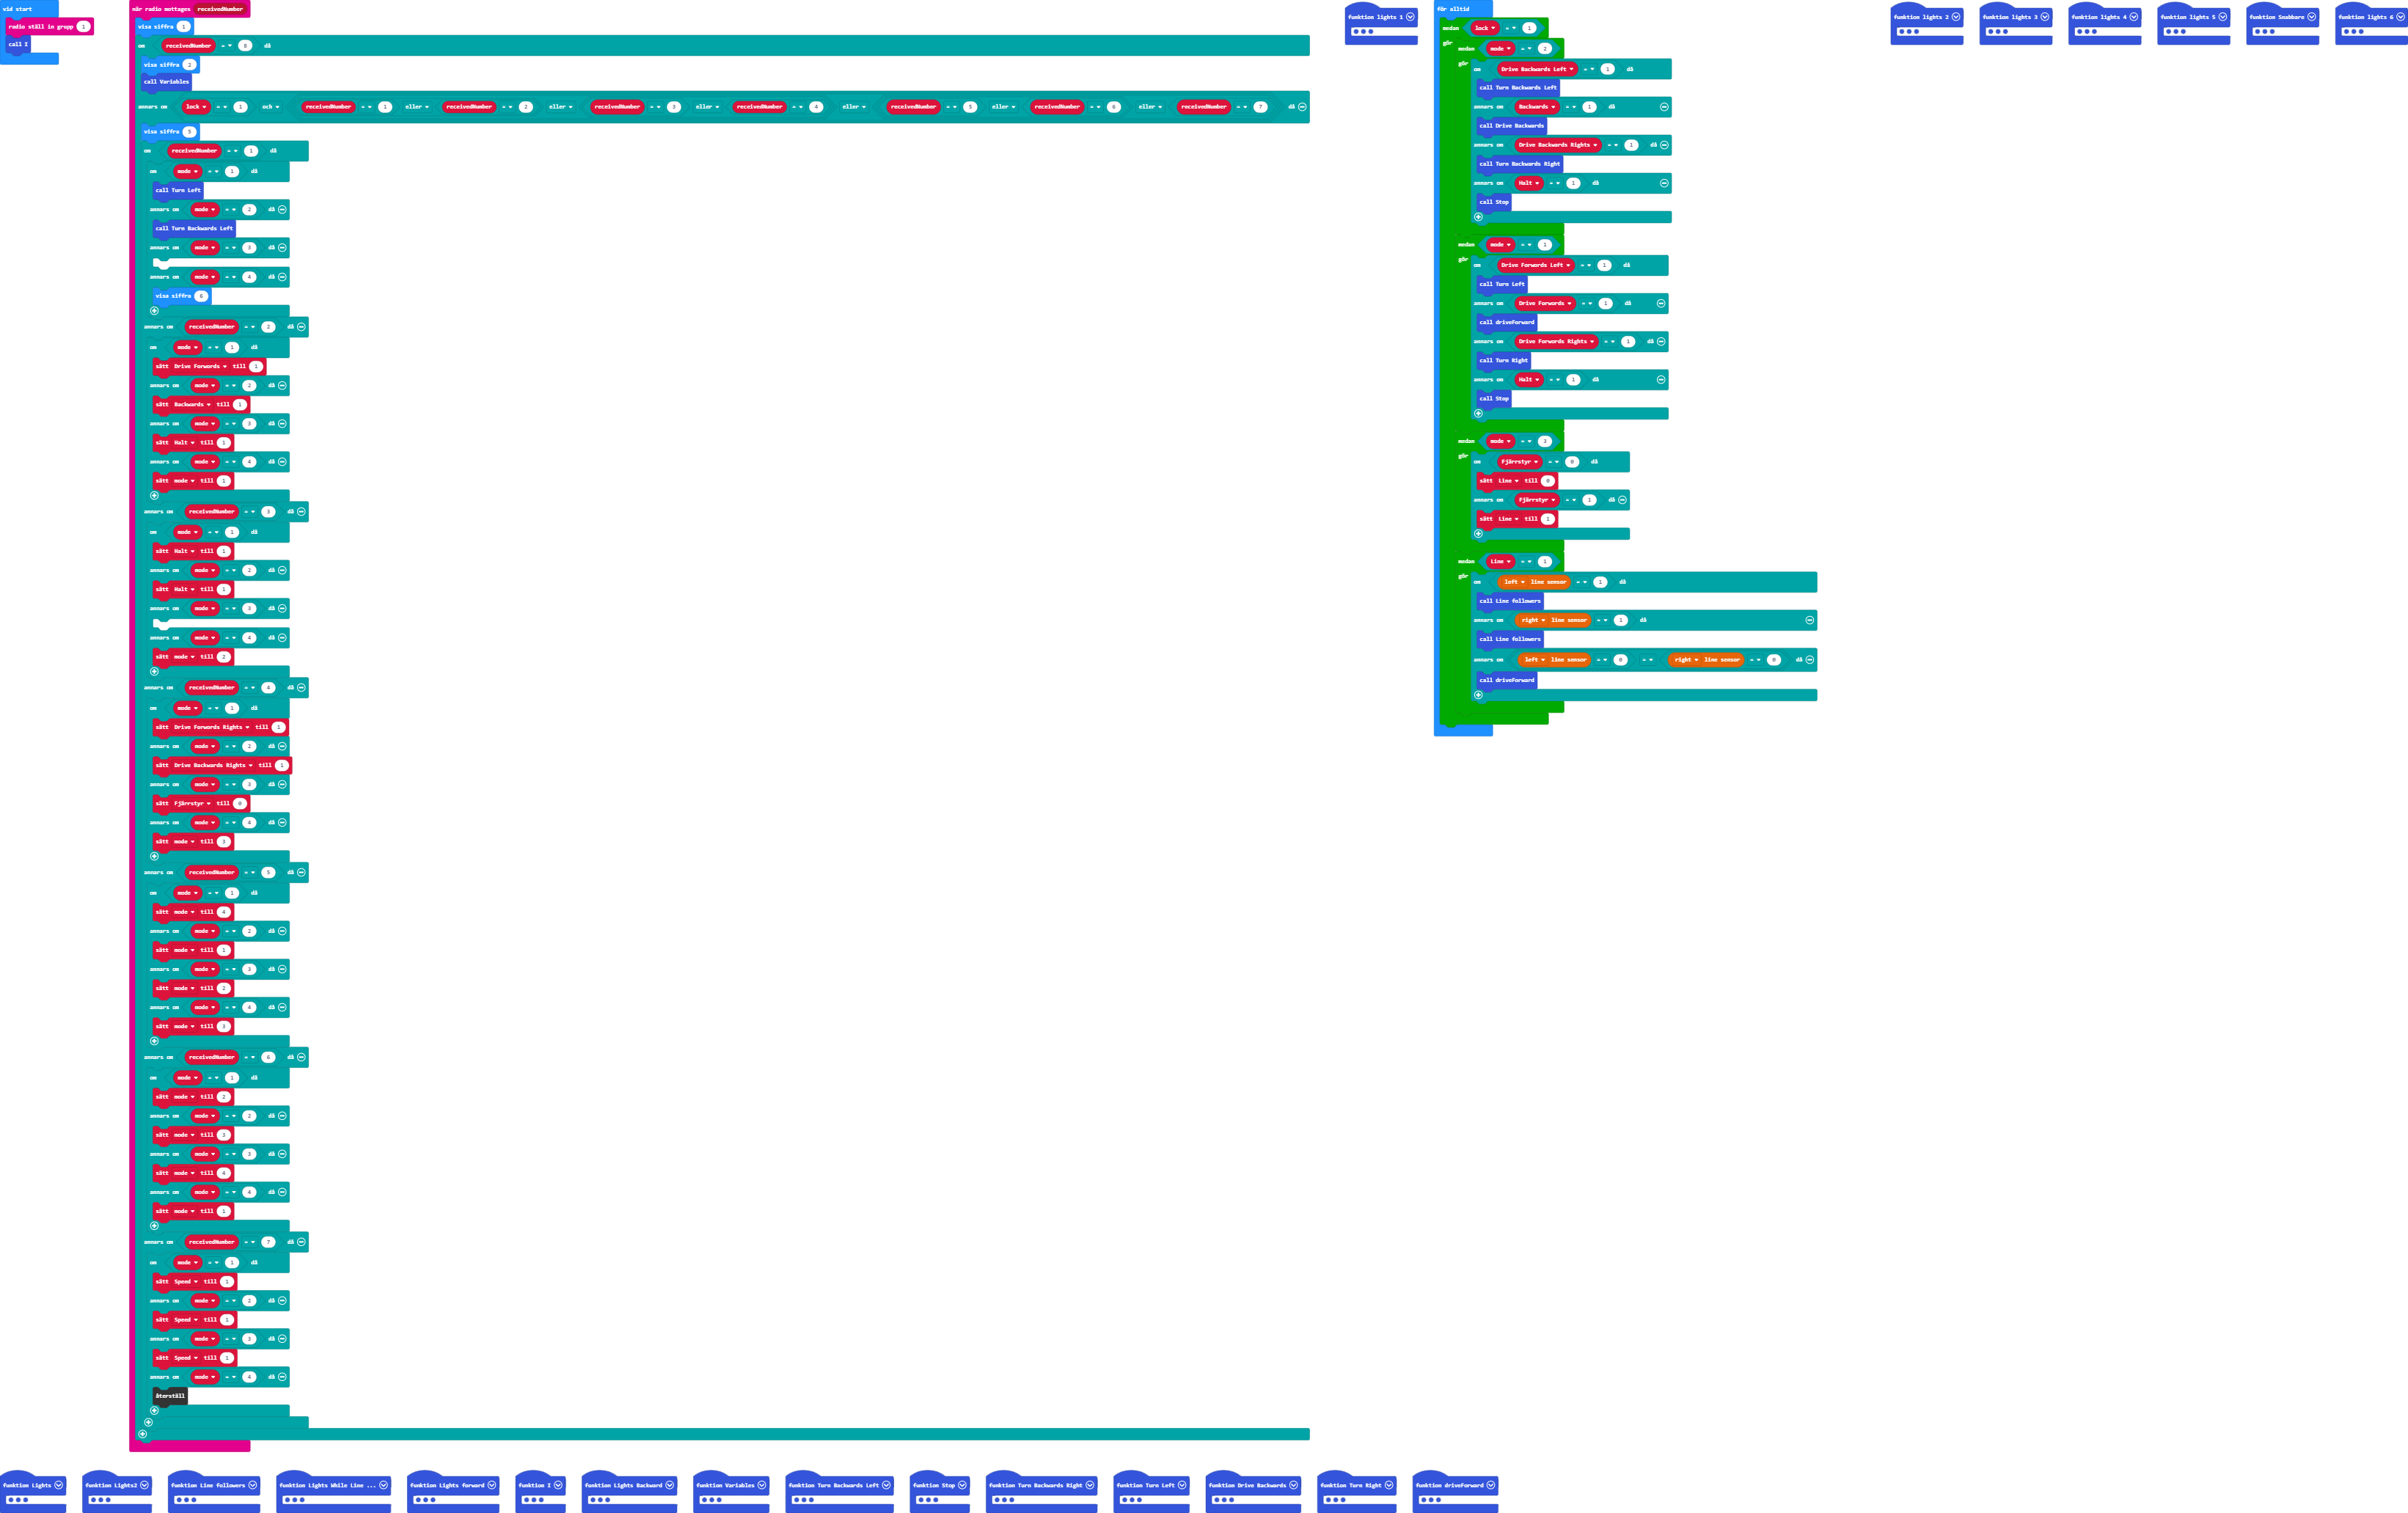 vid start
radio ställ in grupp 1
call I
när radio mottages receivedNumber
visa siffra 1
om receivedNumber = 8 då
visa siffra 2
call Variables
annars om lock = 1 och receivedNumber = 1 eller receivedNumber = 2 eller receivedNumber = 3 eller receivedNumber = 4 eller receivedNumber = 5 eller receivedNumber = 6 eller receivedNumber = 7 då
visa siffra 5
om receivedNumber = 1 då
om mode = 1 då
call Turn Left
annars om mode = 2 då
call Turn Backwards Left
annars om mode = 3 då
annars om mode = 4 då
visa siffra 6
annars om receivedNumber = 2 då
om mode = 1 då
sätt Drive Forwords till 1
annars om mode = 2 då
sätt Backwards till 1
annars om mode = 3 då
sätt Halt till 1
annars om mode = 4 då
sätt mode till 1
annars om receivedNumber = 3 då
om mode = 1 då
sätt Halt till 1
annars om mode = 2 då
sätt Halt till 1
annars om mode = 3 då
annars om mode = 4 då
sätt mode till 2
annars om receivedNumber = 4 då
om mode = 1 då
sätt Drive Forwords Rights till 1
annars om mode = 2 då
sätt Drive Backwards Rights till 1
annars om mode = 3 då
sätt Fjärrstyr till 0
annars om mode = 4 då
sätt mode till 3
annars om receivedNumber = 5 då
om mode = 1 då
sätt mode till 4
annars om mode = 2 då
sätt mode till 1
annars om mode = 3 då
sätt mode till 2
annars om mode = 4 då
sätt mode till 3
annars om receivedNumber = 6 då
om mode = 1 då
sätt mode till 2
annars om mode = 2 då
sätt mode till 3
annars om mode = 3 då
sätt mode till 4
annars om mode = 4 då
sätt mode till 1
annars om receivedNumber = 7 då
om mode = 1 då
sätt Speed till 1
annars om mode = 2 då
sätt Speed till 1
annars om mode = 3 då
sätt Speed till 1
annars om mode = 4 då
återställ
funktion lights 1
för alltid
medan lock = 1
gör
medan mode = 2
gör
om Drive Backwards Left = 1 då
call Turn Backwards Left
annars om Backwards = 1 då
call Drive Backwards
annars om Drive Backwards Rights = 1 då
call Turn Backwards Right
annars om Halt = 1 då
call Stop
medan mode = 1
gör
om Drive Forwords Left = 1 då
call Turn Left
annars om Drive Forwords = 1 då
call driveForward
annars om Drive Forwords Rights = 1 då
call Turn Right
annars om Halt = 1 då
call Stop
medan mode = 3
gör
om Fjärrstyr = 0 då
sätt Line till 0
annars om Fjärrstyr = 1 då
sätt Line till 1
medan Line = 1
gör
om left line sensor = 1 då
call Line followers
annars om right line sensor = 1 då
call Line followers
annars om left line sensor = 0 = right line sensor = 0 då
call driveForward
funktion lights 2
funktion lights 3
funktion lights 4
funktion lights 5
funktion Snabbare
funktion lights 6
funktion Lights
funktion Lights2
funktion Line followers
funktion Lights While Line ...
funktion Lights forward
funktion I
funktion Lights Backward
funktion Variables
funktion Turn Backwards Left
funktion Stop
funktion Turn Backwards Right
funktion Turn Left
funktion Drive Backwards
funktion Turn Right
funktion driveForward